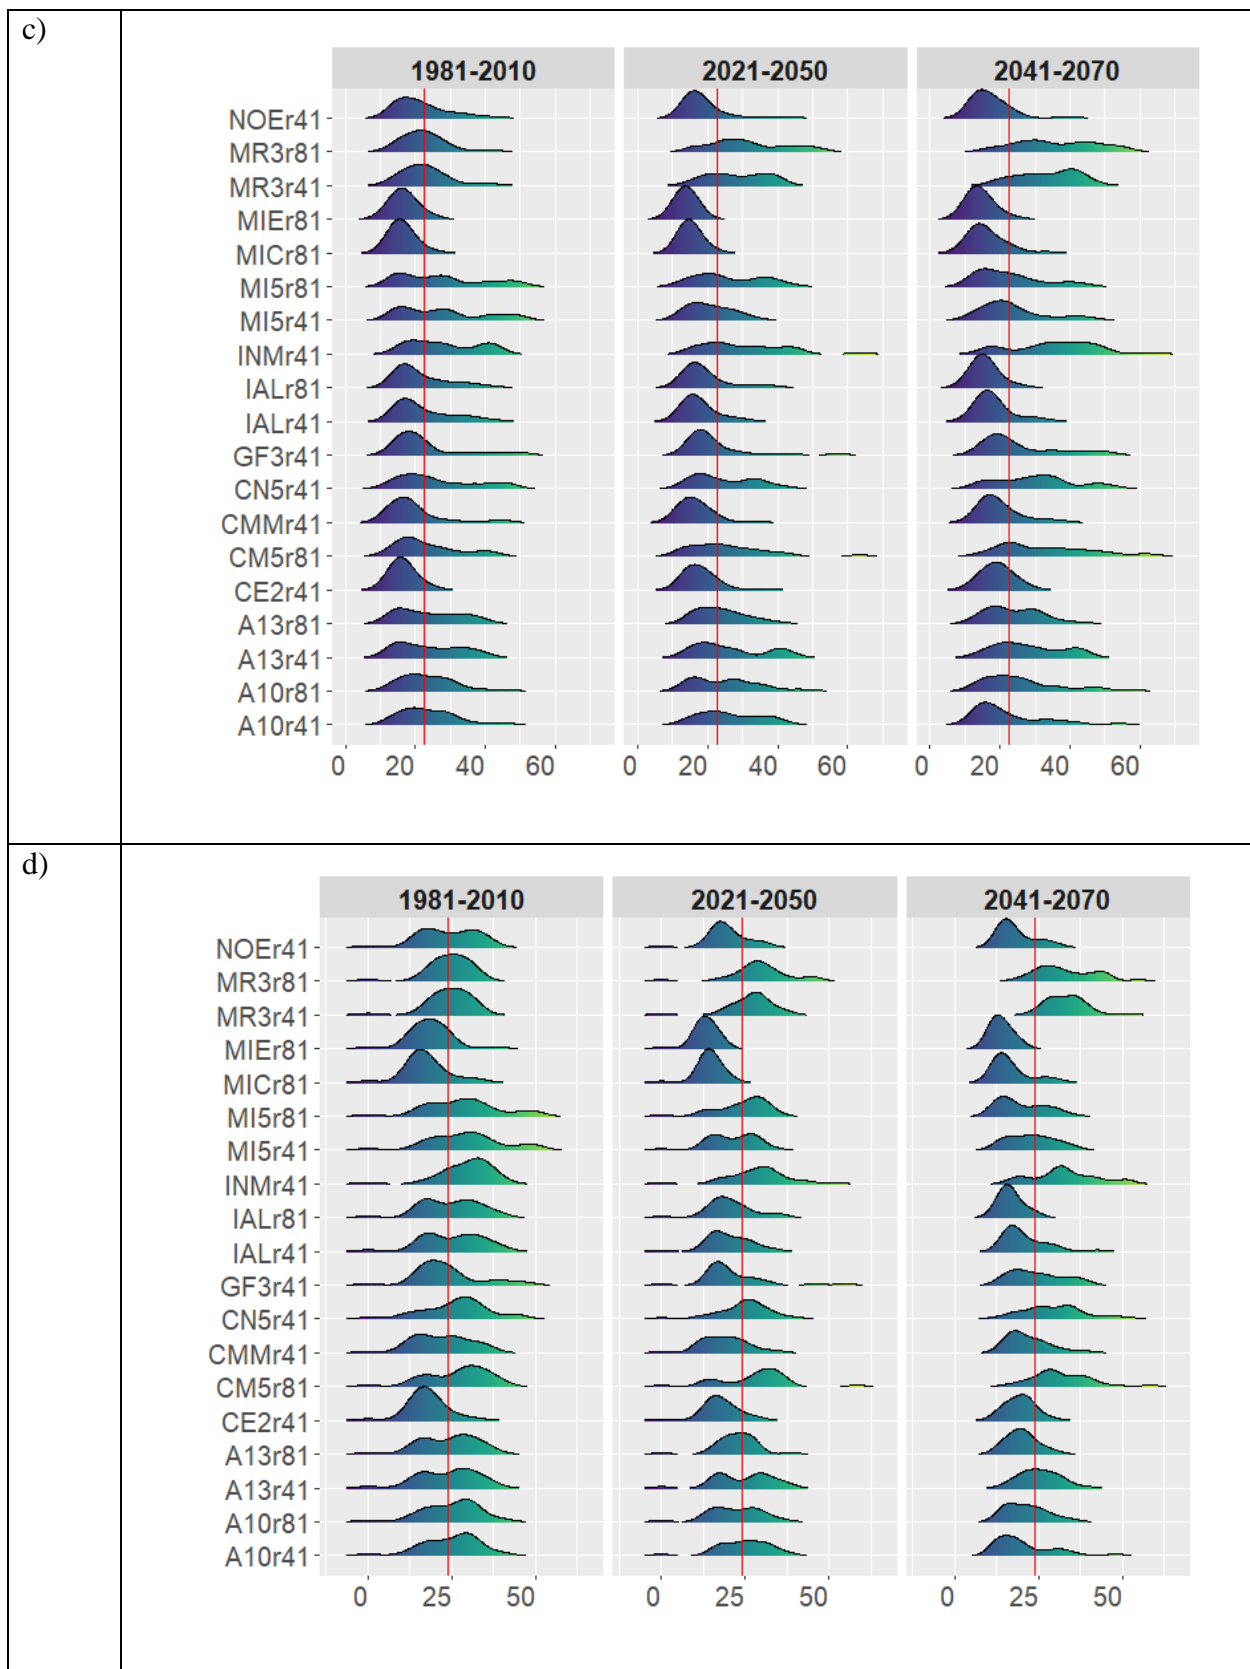 c)
1981-2010 2021-2050 2041-2070
NOEr41
MR3r81
MR3r41
MIEr81
MICr81
MI5r81
MI5r41
INMr41
IALr81
IALr41
GF3r41
CN5r41
CMMr41
CM5r81
CE2r41
A13r81
A13r41
A10r81
A10r41
0 20 40 60 0 20 40 60 0 20 40 60
d)
1981-2010 2021-2050 2041-2070
NOEr41
MR3r81
MR3r41
MIEr81
MICr81
MI5r81
MI5r41
INMr41
IALr81
IALr41
GF3r41
CN5r41
CMMr41
CM5r81
CE2r41
A13r81
A13r41
A10r81
A10r41
0 25 50 0 25 50 0 25 50